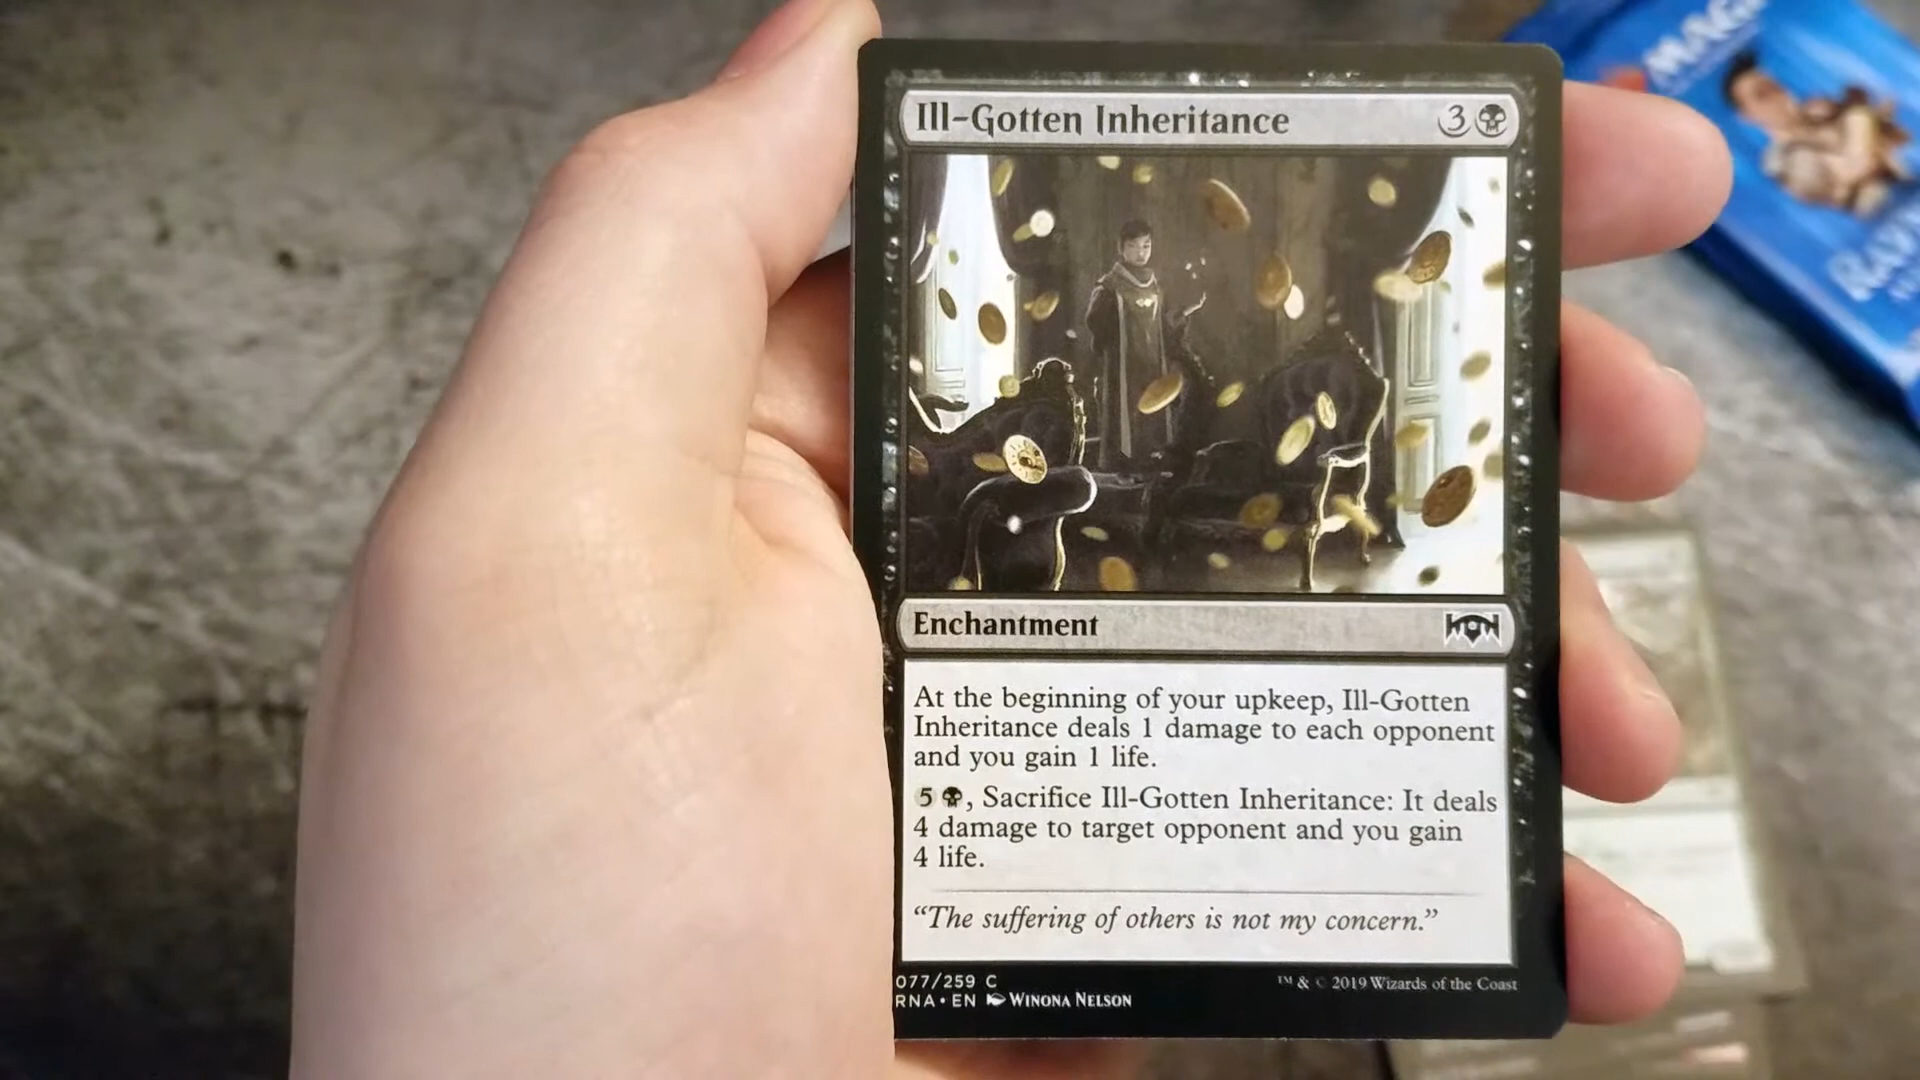 Ill-Gotten Inheritance 3
Enchantment
At the beginning of your upkeep, Ill-Gotten
Inheritance deals 1 damage to each opponent
and you gain 1 life.
5 , Sacrifice Ill-Gotten Inheritance: It deals
4 damage to target opponent and you gain
4 life.
“The suffering of others is not my concern.”
077/259 C
RNA • EN WINONA NELSON
™ & © 2019 Wizards of the Coast